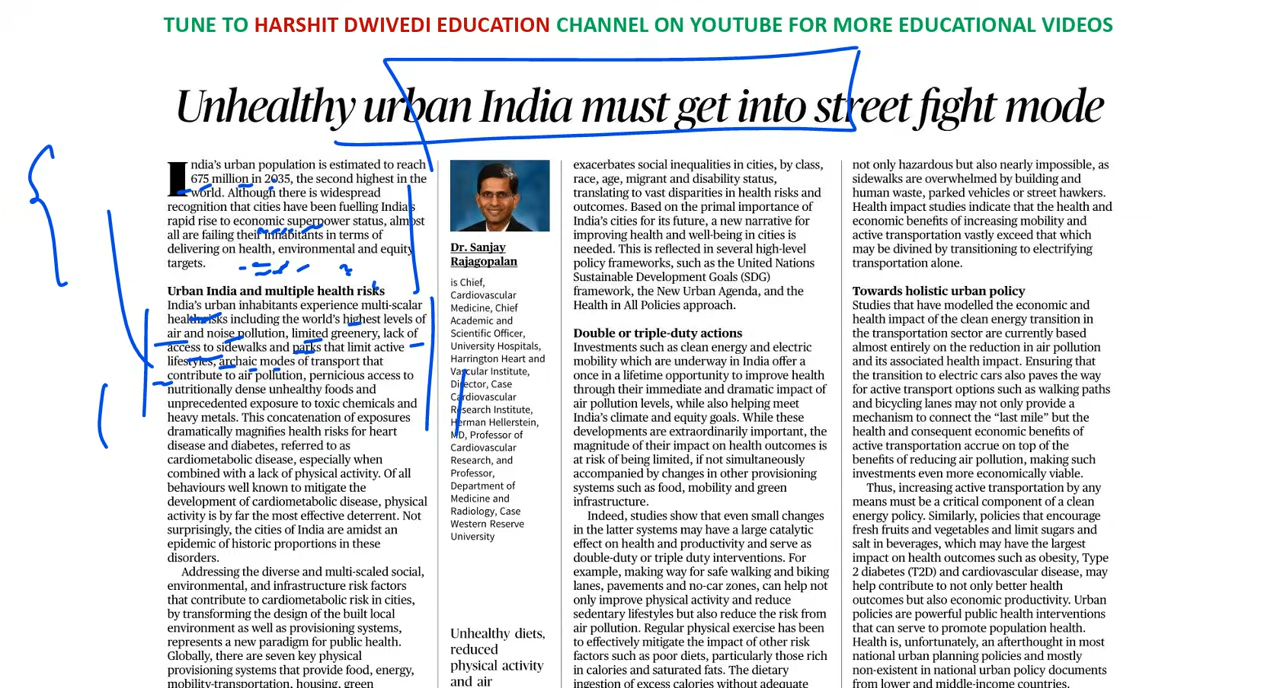 TUNE TO HARSHIT DWIVEDI EDUCATION CHANNEL ON YOUTUBE FOR MORE EDUCATIONAL VIDEOS
Unhealthy urban India must get into street fight mode
India's urban population is estimated to reach
675 million in 2035, the second highest in the
world. Although there is widespread
recognition that cities have been fuelling India's
rapid rise to economic superpower status, almost
all are failing their inhabitants in terms of
delivering on health, environmental and equity
targets.
Urban India and multiple health risks
India's urban inhabitants experience multi-scalar
health risks including the world's highest levels of
air and noise pollution, limited greenery, lack of
access to sidewalks and parks that limit active
lifestyles, archaic modes of transport that
contribute to air pollution, pernicious access to
nutritionally dense unhealthy foods and
unprecedented exposure to toxic chemicals and
heavy metals. This concatenation of exposures
dramatically magnifies health risks for heart
disease and diabetes, referred to as
cardiometabolic disease, especially when
combined with a lack of physical activity. Of all
behaviours well known to mitigate the
development of cardiometabolic disease, physical
activity is by far the most effective deterrent. Not
surprisingly, the cities of India are amidst an
epidemic of historic proportions in these
disorders.
Addressing the diverse and multi-scaled social,
environmental, and infrastructure risk factors
that contribute to cardiometabolic risk in cities,
by transforming the design of the built local
environment as well as provisioning systems,
represents a new paradigm for public health.
Globally, there are seven key physical
provisioning systems that provide food, energy,
mobility-transportation, housing, green
Dr. Sanjay
Rajagopalan
is Chief,
Cardiovascular
Medicine, Chief
Academic and
Scientific Officer,
University Hospitals,
Harrington Heart and
Vascular Institute,
Director, Case
Cardiovascular
Research Institute,
Herman Hellerstein,
MD, Professor of
Cardiovascular
Research, and
Professor,
Department of
Medicine and
Radiology, Case
Western Reserve
University
Unhealthy diets,
reduced
physical activity
and air
exacerbates social inequalities in cities, by class,
race, age, migrant and disability status,
translating to vast disparities in health risks and
outcomes. Based on the primal importance of
India's cities for its future, a new narrative for
improving health and well-being in cities is
needed. This is reflected in several high-level
policy frameworks, such as the United Nations
Sustainable Development Goals (SDG)
framework, the New Urban Agenda, and the
Health in All Policies approach.
Double or triple-duty actions
Investments such as clean energy and electric
mobility which are underway in India offer a
once in a lifetime opportunity to improve health
through their immediate and dramatic impact of
air pollution levels, while also helping meet
India's climate and equity goals. While these
developments are extraordinarily important, the
magnitude of their impact on health outcomes is
at risk of being limited, if not simultaneously
accompanied by changes in other provisioning
systems such as food, mobility and green
infrastructure.
Indeed, studies show that even small changes
in the latter systems may have a large catalytic
effect on health and productivity and serve as
double-duty or triple duty interventions. For
example, making way for safe walking and biking
lanes, pavements and no-car zones, can help not
only improve physical activity and reduce
sedentary lifestyles but also reduce the risk from
air pollution. Regular physical exercise has been
to effectively mitigate the impact of other risk
factors such as poor diets, particularly those rich
in calories and saturated fats. The dietary
ingestion of excess calories without adequate
not only hazardous but also nearly impossible, as
sidewalks are overwhelmed by building and
human waste, parked vehicles or street hawkers.
Health impact studies indicate that the health and
economic benefits of increasing mobility and
active transportation vastly exceed that which
may be divined by transitioning to electrifying
transportation alone.
Towards holistic urban policy
Studies that have modelled the economic and
health impact of the clean energy transition in
the transportation sector are currently based
almost entirely on the reduction in air pollution
and its associated health impact. Ensuring that
the transition to electric cars also paves the way
for active transport options such as walking paths
and bicycling lanes may not only provide a
mechanism to connect the "last mile" but the
health and consequent economic benefits of
active transportation accrue on top of the
benefits of reducing air pollution, making such
investments even more economically viable.
Thus, increasing active transportation by any
means must be a critical component of a clean
energy policy. Similarly, policies that encourage
fresh fruits and vegetables and limit sugars and
salt in beverages, which may have the largest
impact on health outcomes such as obesity, Type
2 diabetes (T2D) and cardiovascular disease, may
help contribute to not only better health
outcomes but also economic productivity. Urban
policies are powerful public health interventions
that can serve to promote population health.
Health is, unfortunately, an afterthought in most
national urban planning policies and mostly
non-existent in national urban policy documents
from lower and middle-income countries.